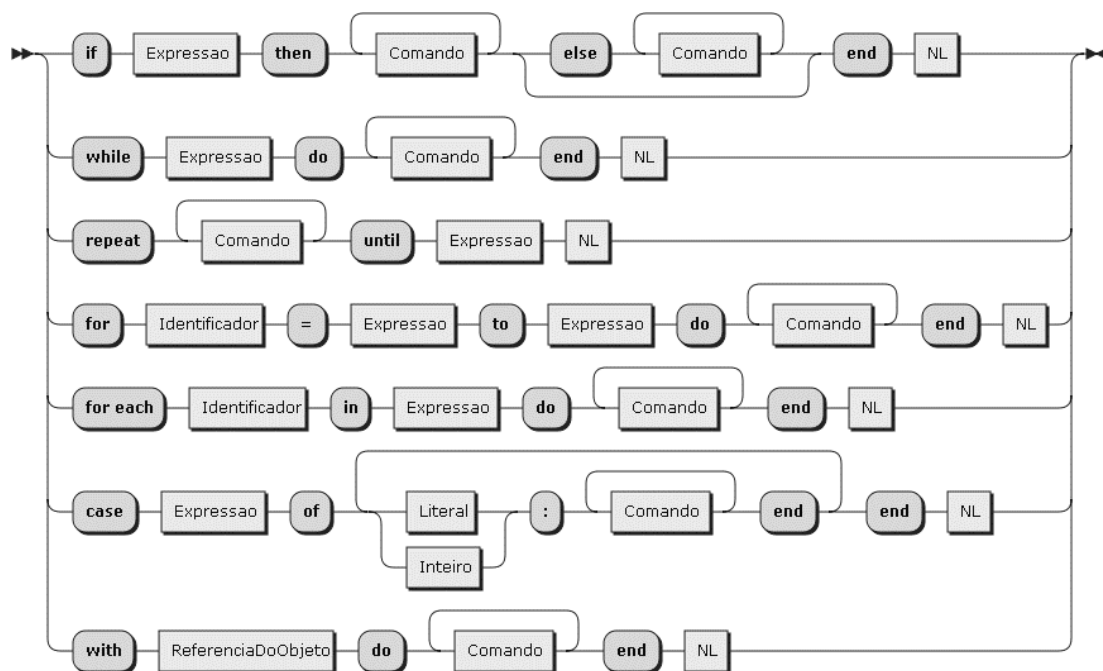 if Expressao then Comando else Comando end NL
while Expressao do Comando end NL
repeat Comando until Expressao NL
for Identificador = Expressao to Expressao do Comando end NL
for each Identificador in Expressao do Comando end NL
case Expressao of Literal : Comando end end NL
Inteiro
with ReferenciaDoObjeto do Comando end NL